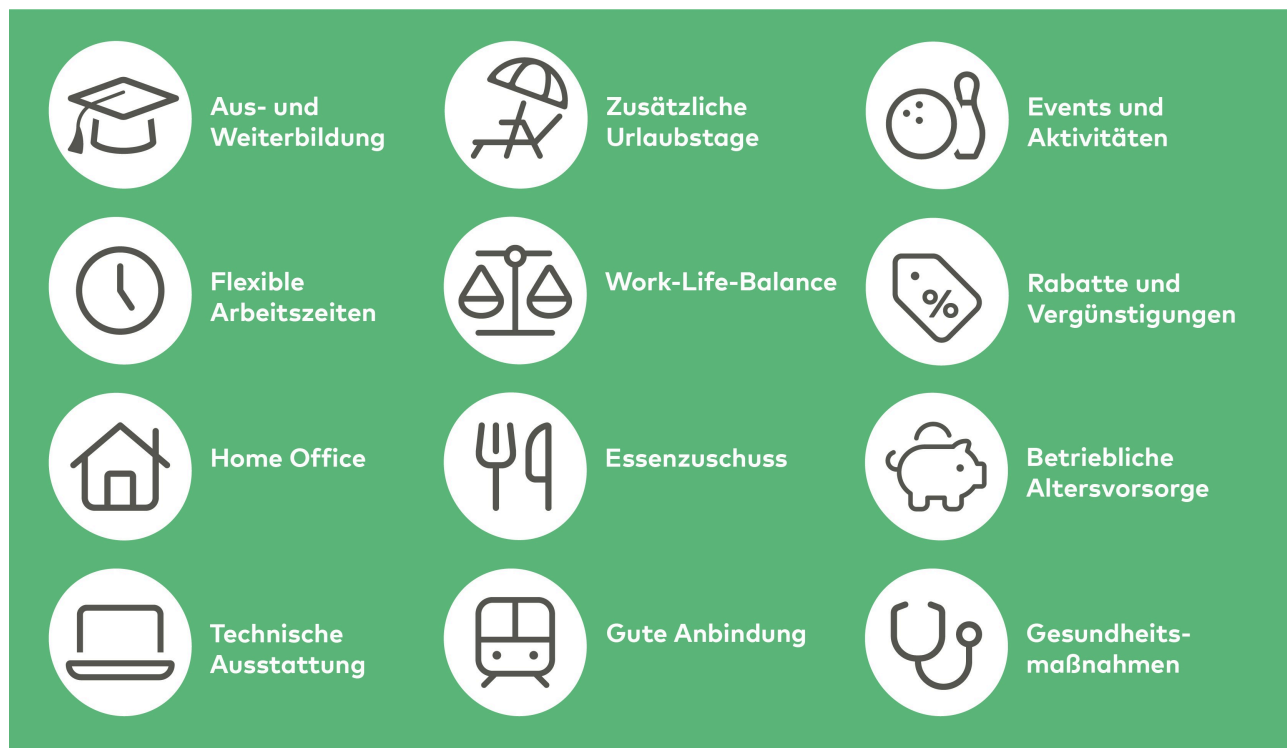 Aus- und
Weiterbildung
Zusätzliche
Urlaubstage
Events und
Aktivitäten
Flexible
Arbeitszeiten
Work-Life-Balance
Rabatte und
Vergünstigungen
%
Home Office
Essenzuschuss
Betriebliche
Altersvorsorge
Technische
Ausstattung
Gute Anbindung
Gesundheits-
maßnahmen